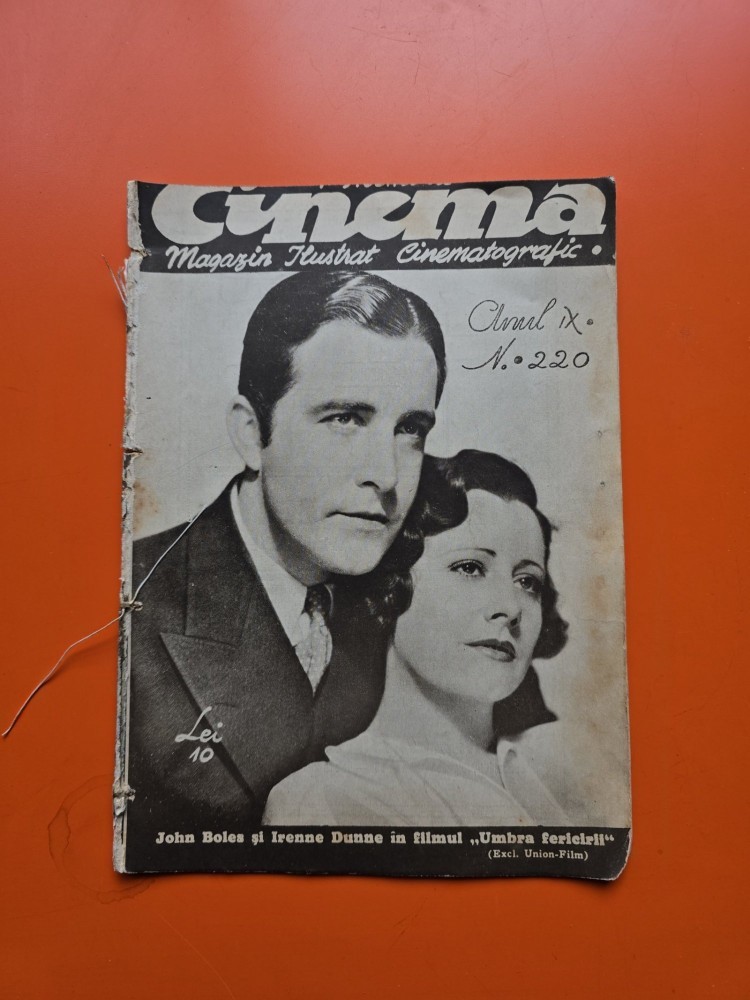 Cinema
Magazin Ilustrat Cinematografic •
Anul IX•
N.• 220
Lei
10
John Boles și Irenne Dunne în filmul „Umbra fericirii“
(Excl. Union-Film)